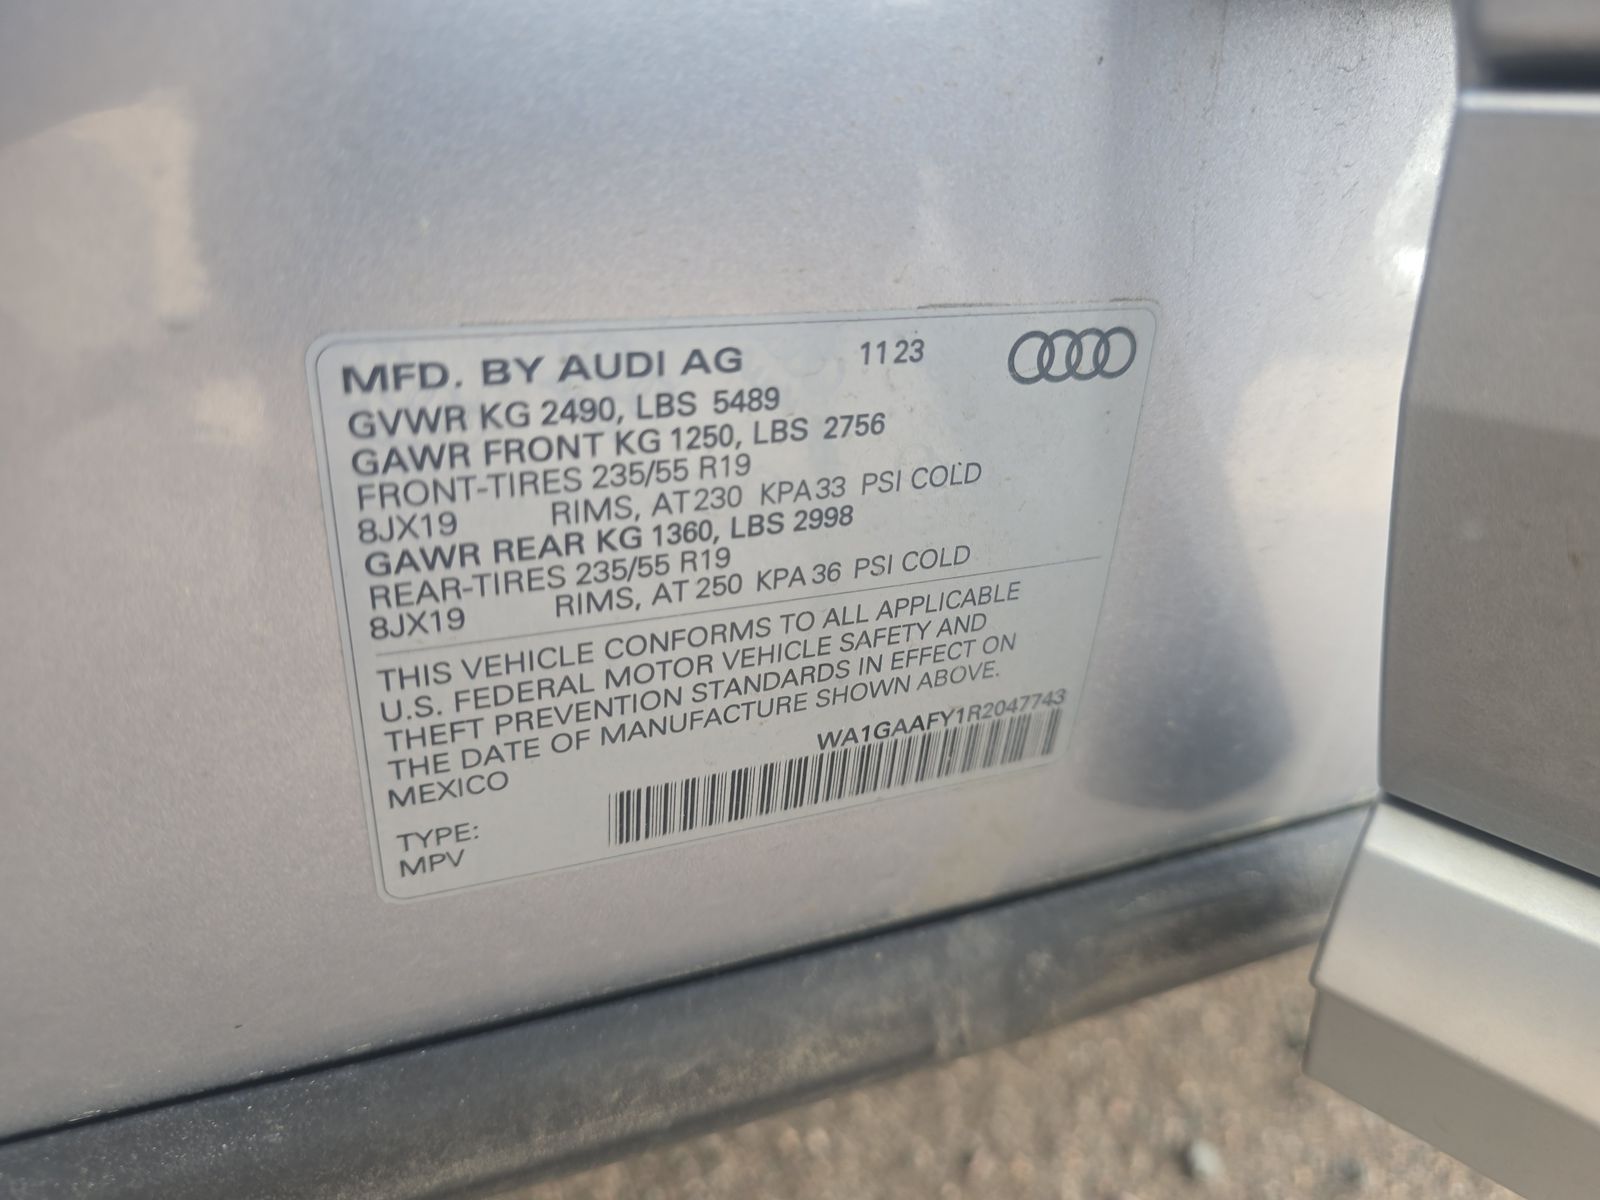 MFD. BY AUDI AG 11 23
GVWR KG 2490, LBS 5489
GAWR FRONT KG 1250, LBS 2756
FRONT-TIRES 235/55 R19
8JX19 RIMS, AT 230 KPA 33 PSI COLD
GAWR REAR KG 1360, LBS 2998
REAR-TIRES 235/55 R19
8JX19 RIMS, AT 250 KPA 36 PSI COLD
THIS VEHICLE CONFORMS TO ALL APPLICABLE
U.S. FEDERAL MOTOR VEHICLE SAFETY AND
THEFT PREVENTION STANDARDS IN EFFECT ON
THE DATE OF MANUFACTURE SHOWN ABOVE.
MEXICO WA1GAAFY1R2047743
TYPE:
MPV